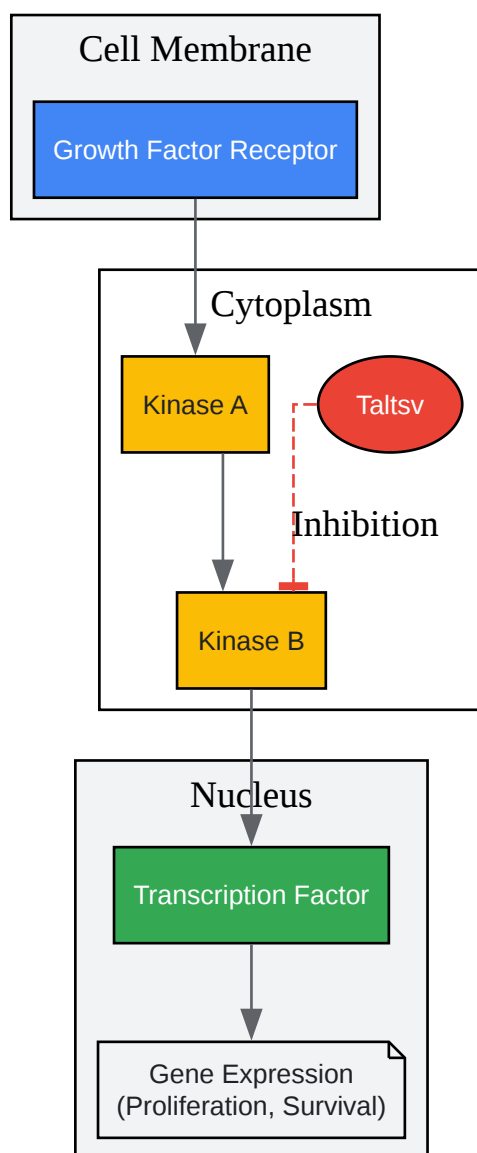 Cell Membrane
Growth Factor Receptor
Cytoplasm
Kinase A
Taltsv
Inhibition
Kinase B
Nucleus
Transcription Factor
Gene Expression
(Proliferation, Survival)